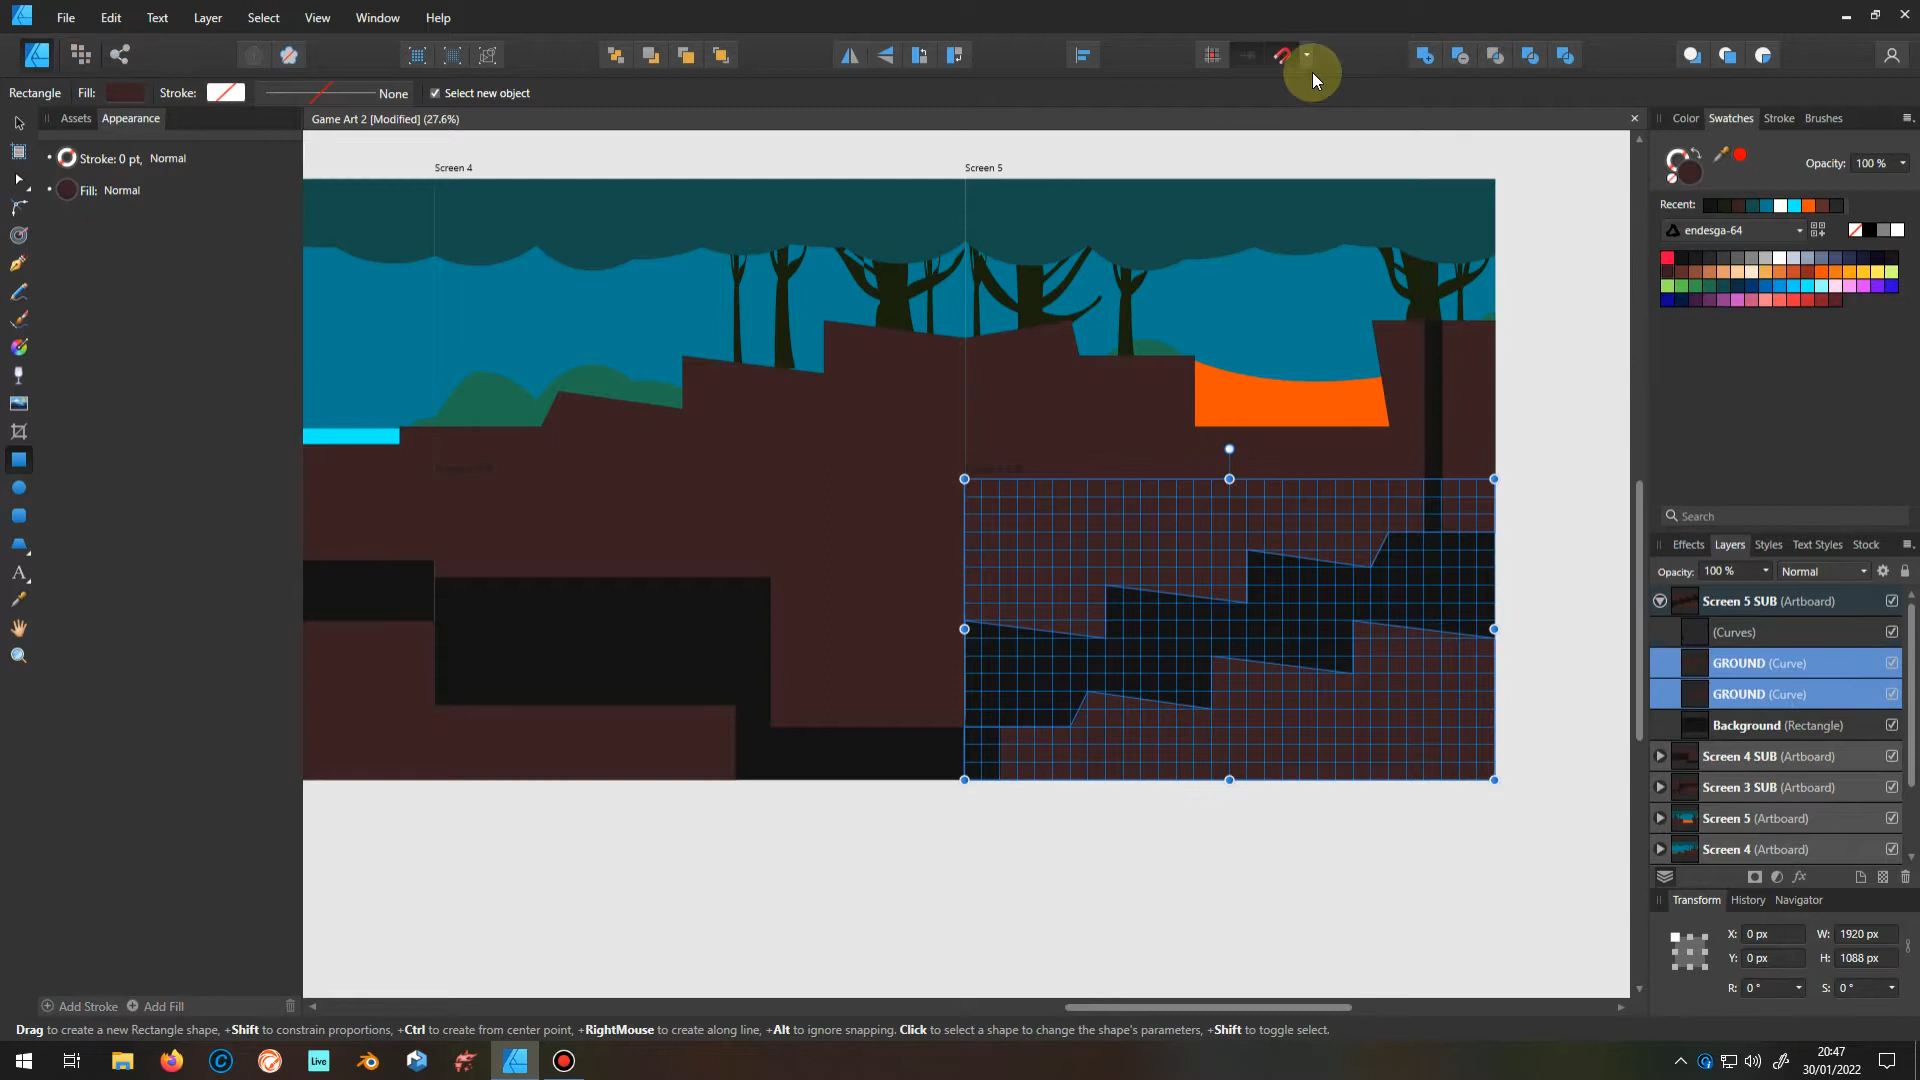 File Edit Text Layer Select View Window Help
Rectangle Fill: Stroke: None Select new object
Assets Appearance
Stroke: 0 pt, Normal
Fill: Normal
Game Art 2 [Modified] (27.6%)
Screen 4
Screen 5
Color Swatches Stroke Brushes
Opacity: 100 %
Recent:
endesga-64
Search
Effects Layers Styles Text Styles Stock
Opacity: 100 % Normal
Screen 5 SUB (Artboard)
(Curves)
GROUND (Curve)
GROUND (Curve)
Background (Rectangle)
Screen 4 SUB (Artboard)
Screen 3 SUB (Artboard)
Screen 5 (Artboard)
Screen 4 (Artboard)
Transform History Navigator
X: 0 px W: 1920 px
Y: 0 px H: 1088 px
R: 0 ° S: 0 °
Add Stroke Add Fill
Drag to create a new Rectangle shape, +Shift to constrain proportions, +Ctrl to create from center point, +RightMouse to create along line, +Alt to ignore snapping. Click to select a shape to change the shape's parameters, +Shift to toggle select.
Live
20:47
30/01/2022